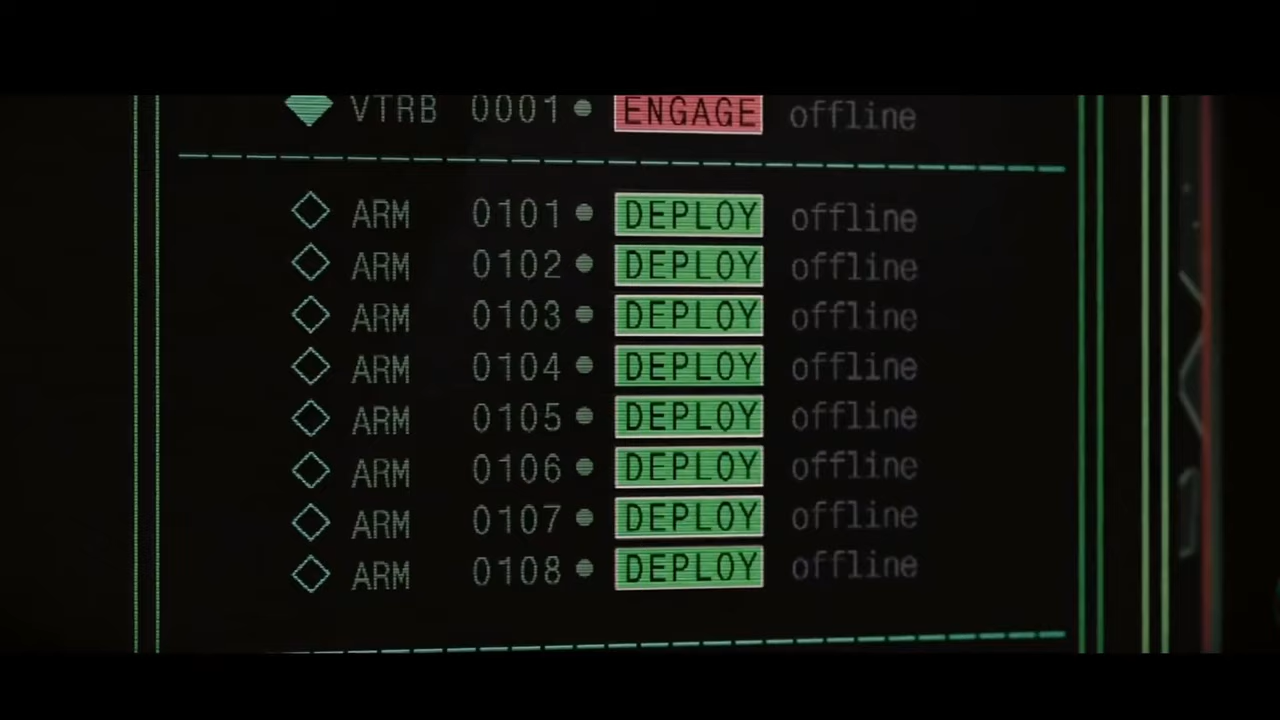 VTRB 0001 ENGAGE offline
ARM 0101 DEPLOY offline
ARM 0102 DEPLOY offline
ARM 0103 DEPLOY offline
ARM 0104 DEPLOY offline
ARM 0105 DEPLOY offline
ARM 0106 DEPLOY offline
ARM 0107 DEPLOY offline
ARM 0108 DEPLOY offline